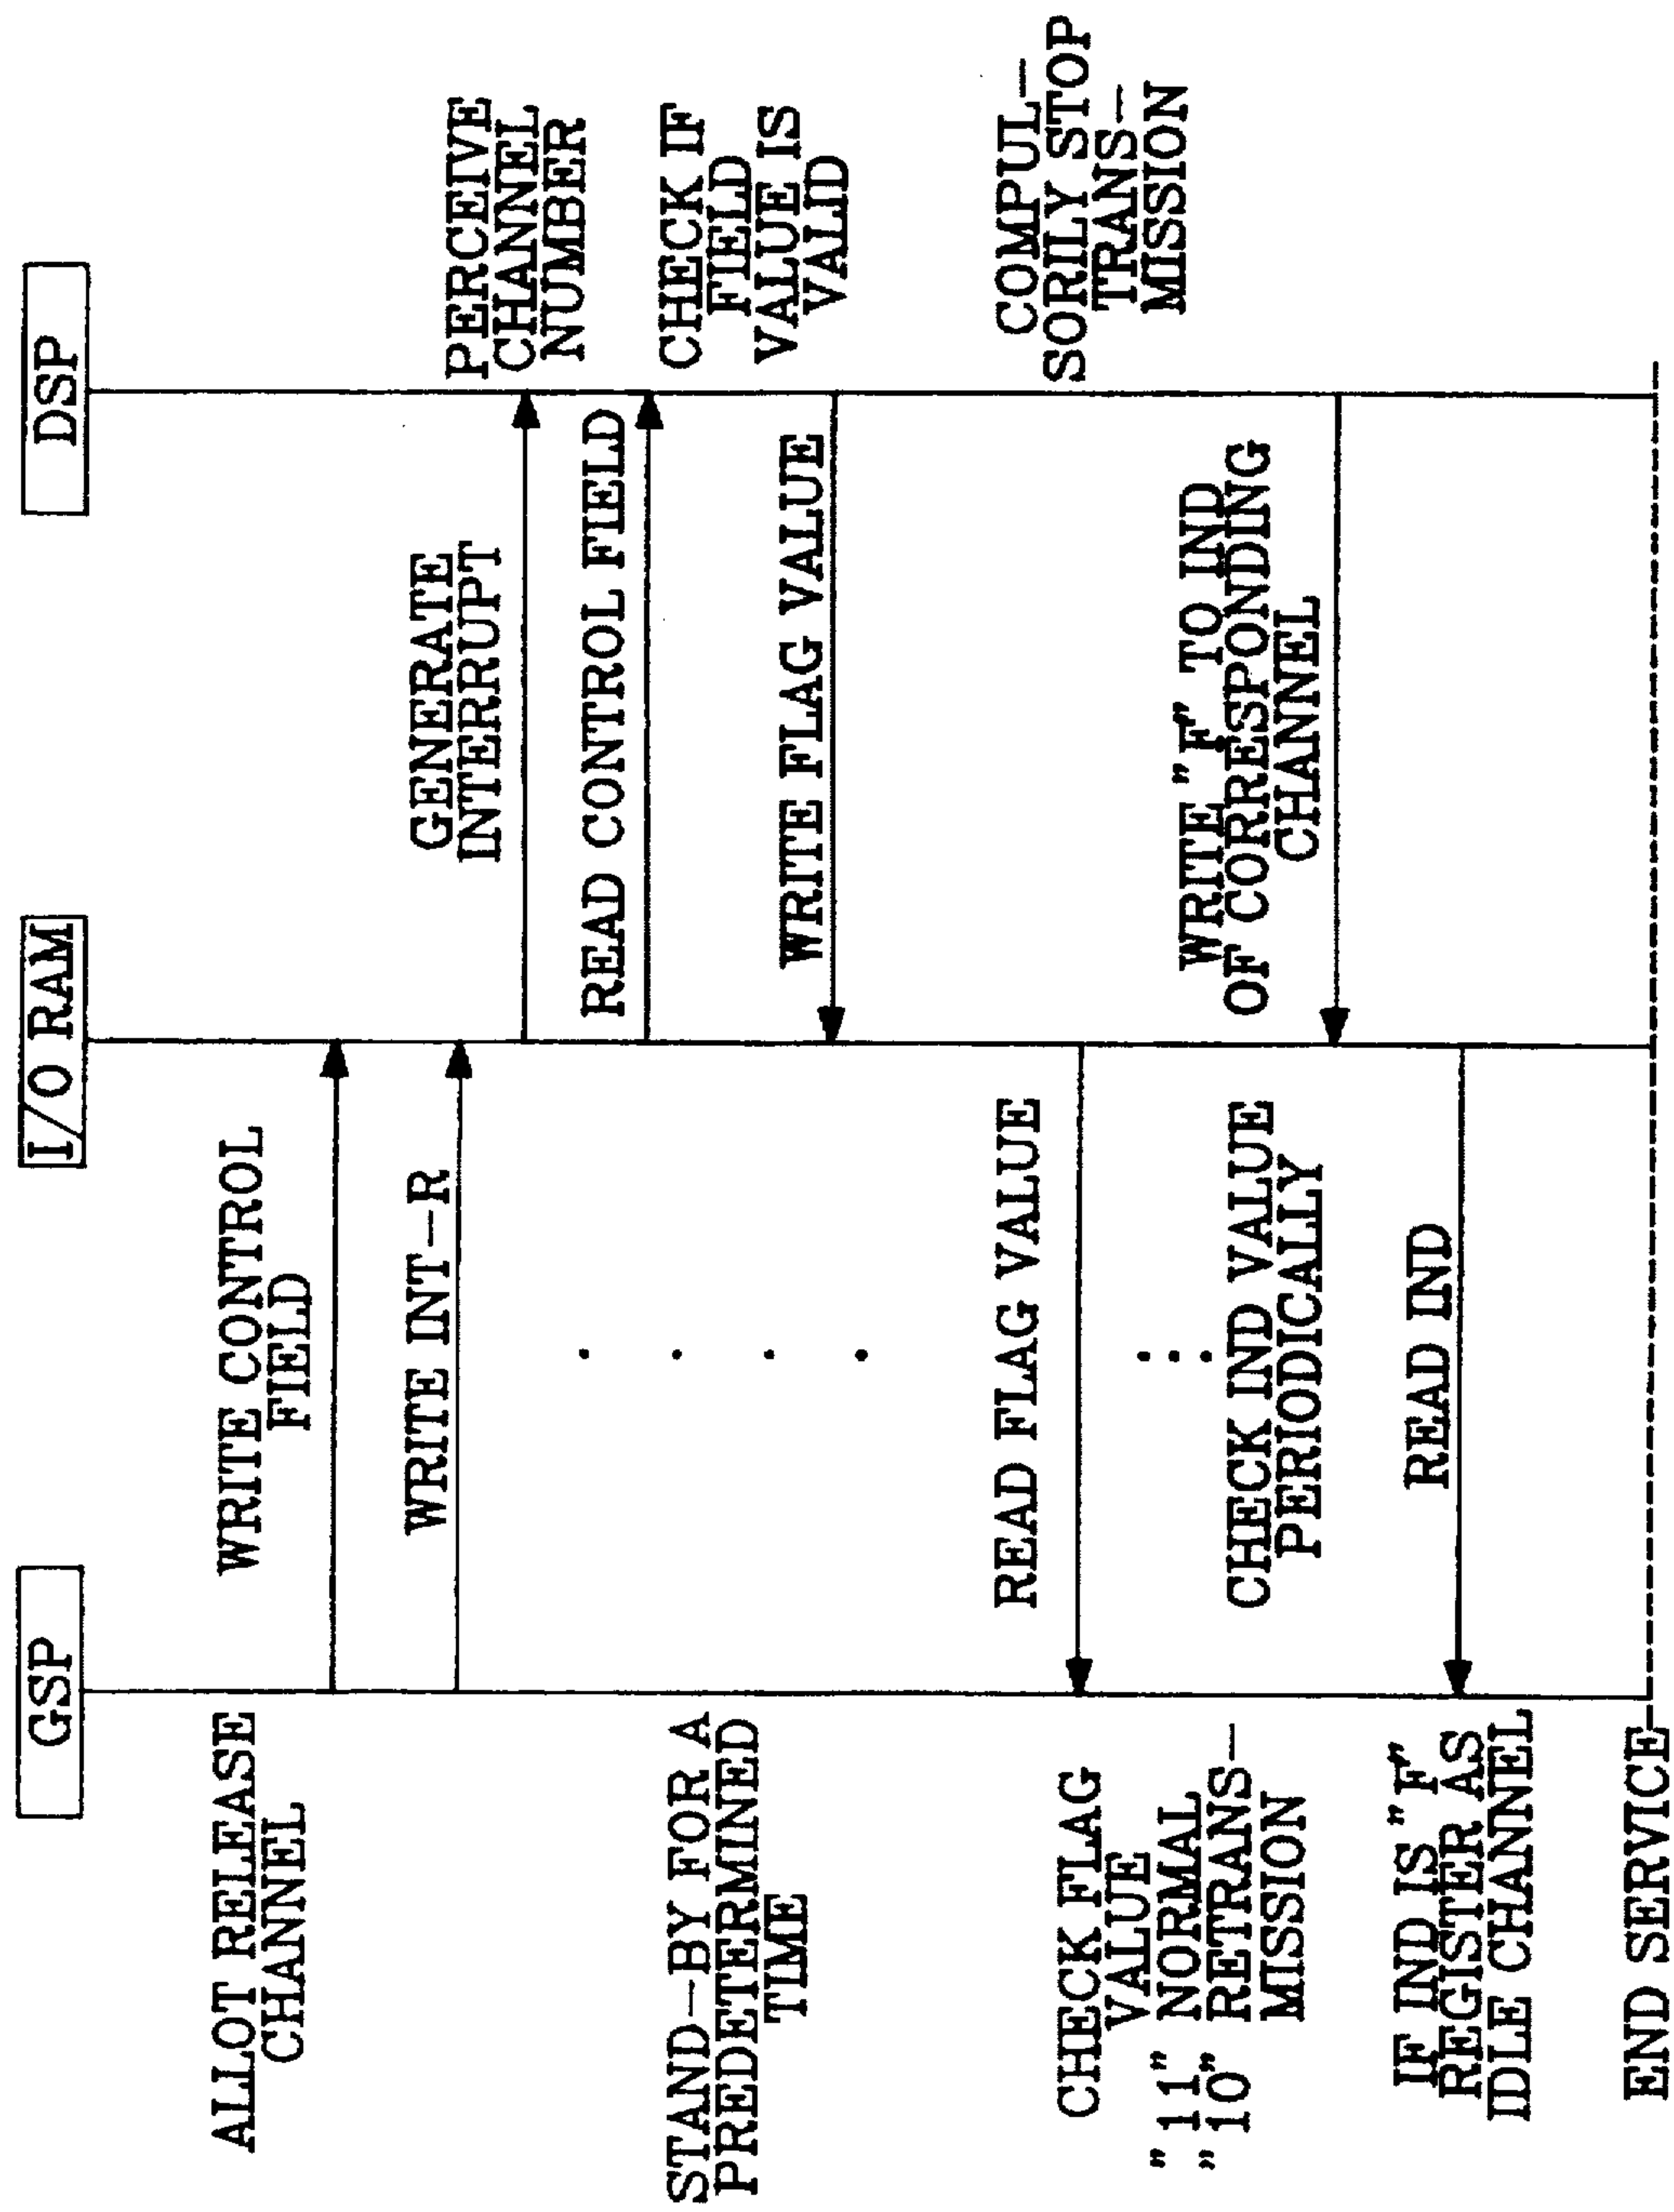 GSP
I/O RAM
DSP
ALLOT RELEASE
CHANNEL
WRITE CONTROL
FIELD
WRITE INT-R
GENERATE
INTERRUPT
PERCEIVE
CHANNEL
NUMBER
READ CONTROL FIELD
CHECK IF
FIELD
VALUE IS
VALID
STAND-BY FOR A
PREDETERMINED
TIME
. . . .
WRITE FLAG VALUE
READ FLAG VALUE
CHECK FLAG
VALUE
"11" NORMAL
"10" RETRANS-
MISSION
COMPUL-
SORILY STOP
TRANS-
MISSION
...
CHECK IND VALUE
PERIODICALLY
WRITE "F" TO IND
OF CORRESPONDING
CHANNEL
READ IND
IF IND IS "F"
REGISTER AS
IDLE CHANNEL
END SERVICE